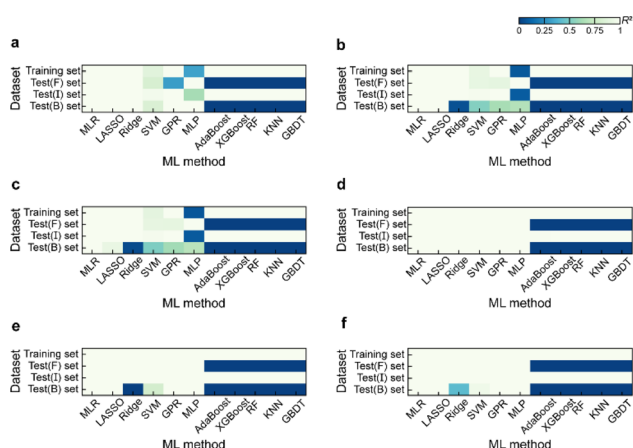 R²
0 0.25 0.5 0.75 1
a
Dataset
Training set
Test(F) set
Test(I) set
Test(B) set
MLR LASSO Ridge SVM GPR MLP AdaBoost XGBoost RF KNN GBDT
ML method
b
Dataset
Training set
Test(F) set
Test(I) set
Test(B) set
MLR LASSO Ridge SVM GPR MLP AdaBoost XGBoost RF KNN GBDT
ML method
c
Dataset
Training set
Test(F) set
Test(I) set
Test(B) set
MLR LASSO Ridge SVM GPR MLP AdaBoost XGBoost RF KNN GBDT
ML method
d
Dataset
Training set
Test(F) set
Test(I) set
Test(B) set
MLR LASSO Ridge SVM GPR MLP AdaBoost XGBoost RF KNN GBDT
ML method
e
Dataset
Training set
Test(F) set
Test(I) set
Test(B) set
MLR LASSO Ridge SVM GPR MLP AdaBoost XGBoost RF KNN GBDT
ML method
f
Dataset
Training set
Test(F) set
Test(I) set
Test(B) set
MLR LASSO Ridge SVM GPR MLP AdaBoost XGBoost RF KNN GBDT
ML method